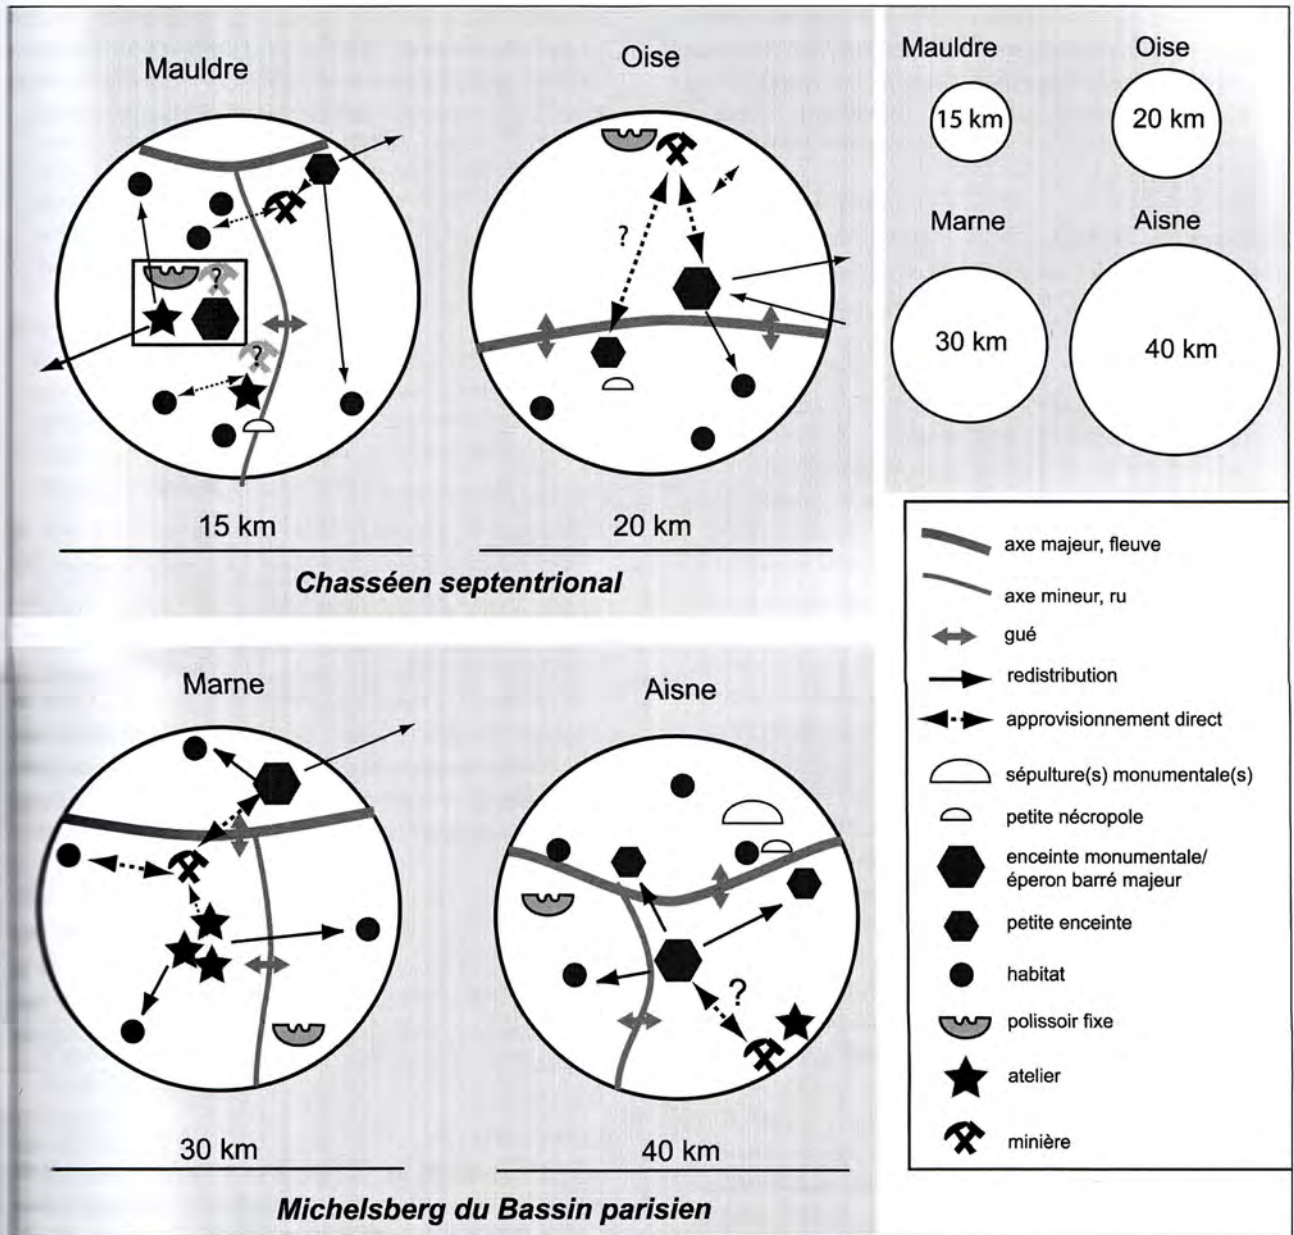 Mauldre
Oise
?
?
?
15 km
20 km
Chasséen septentrional
Mauldre
Oise
15 km
20 km
Marne
Aisne
30 km
40 km
axe majeur, fleuve
axe mineur, ru
gué
redistribution
approvisionnement direct
sépulture(s) monumentale(s)
petite nécropole
enceinte monumentale/
éperon barré majeur
petite enceinte
habitat
polissoir fixe
atelier
minière
Marne
Aisne
?
30 km
40 km
Michelsberg du Bassin parisien